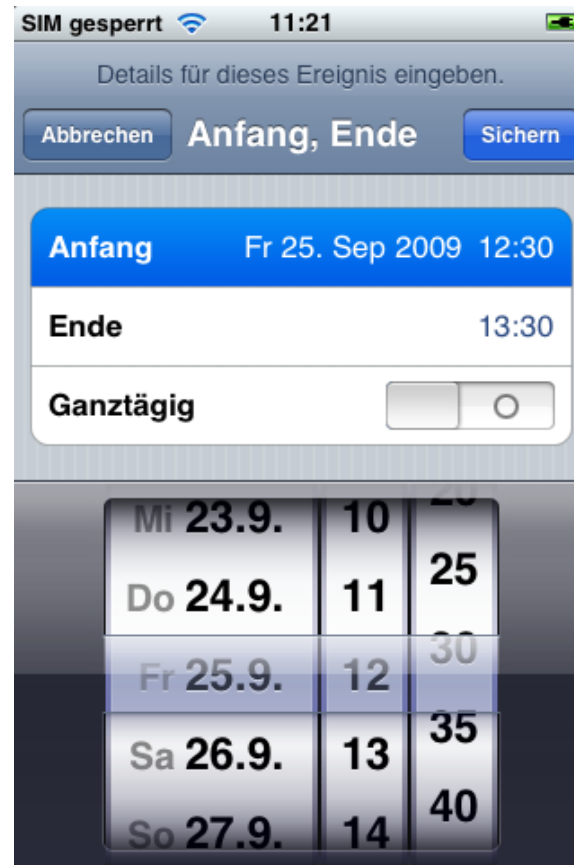 SIM gesperrt 11:21
Details für dieses Ereignis eingeben.
Abbrechen Anfang, Ende Sichern
Anfang Fr 25. Sep 2009 12:30
Ende 13:30
Ganztägig
Mi 23.9. 10 20
Do 24.9. 11 25
Fr 25.9. 12 30
Sa 26.9. 13 35
So 27.9. 14 40